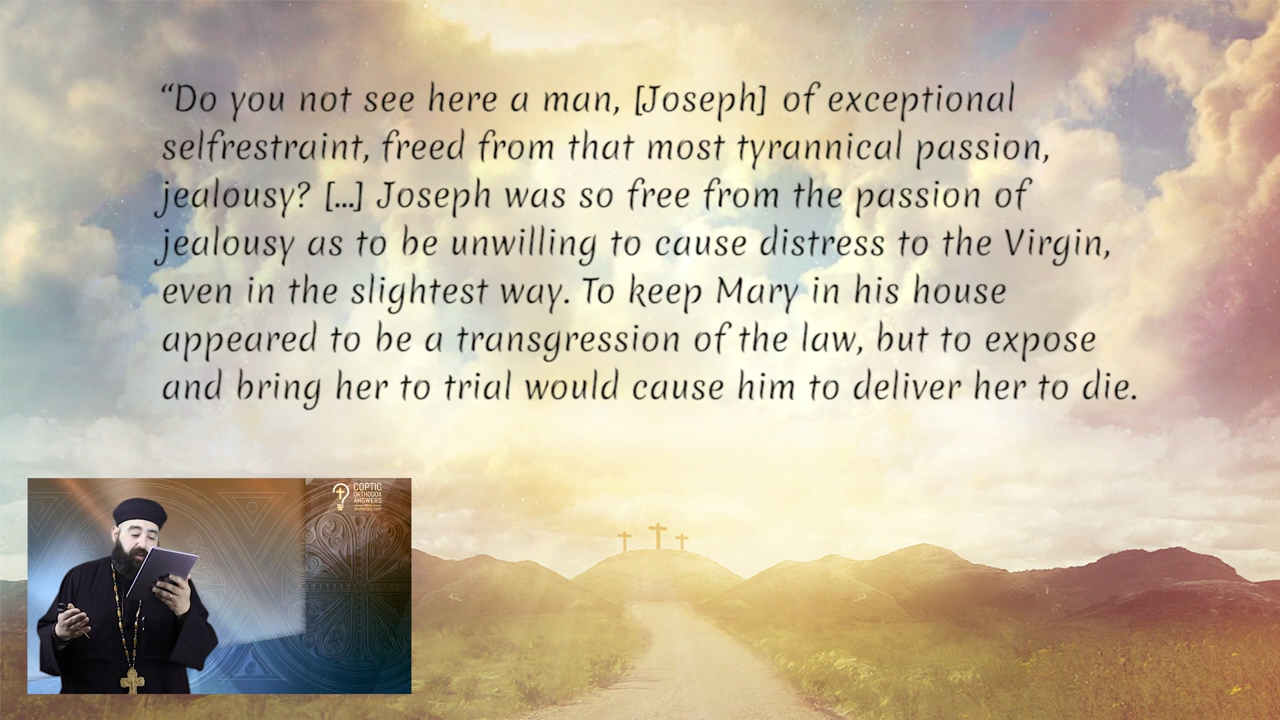 “Do you not see here a man, [Joseph] of exceptional
selfrestraint, freed from that most tyrannical passion,
jealousy? [...] Joseph was so free from the passion of
jealousy as to be unwilling to cause distress to the Virgin,
even in the slightest way. To keep Mary in his house
appeared to be a transgression of the law, but to expose
and bring her to trial would cause him to deliver her to die.
COPTIC
ORTHODOX
ANSWERS